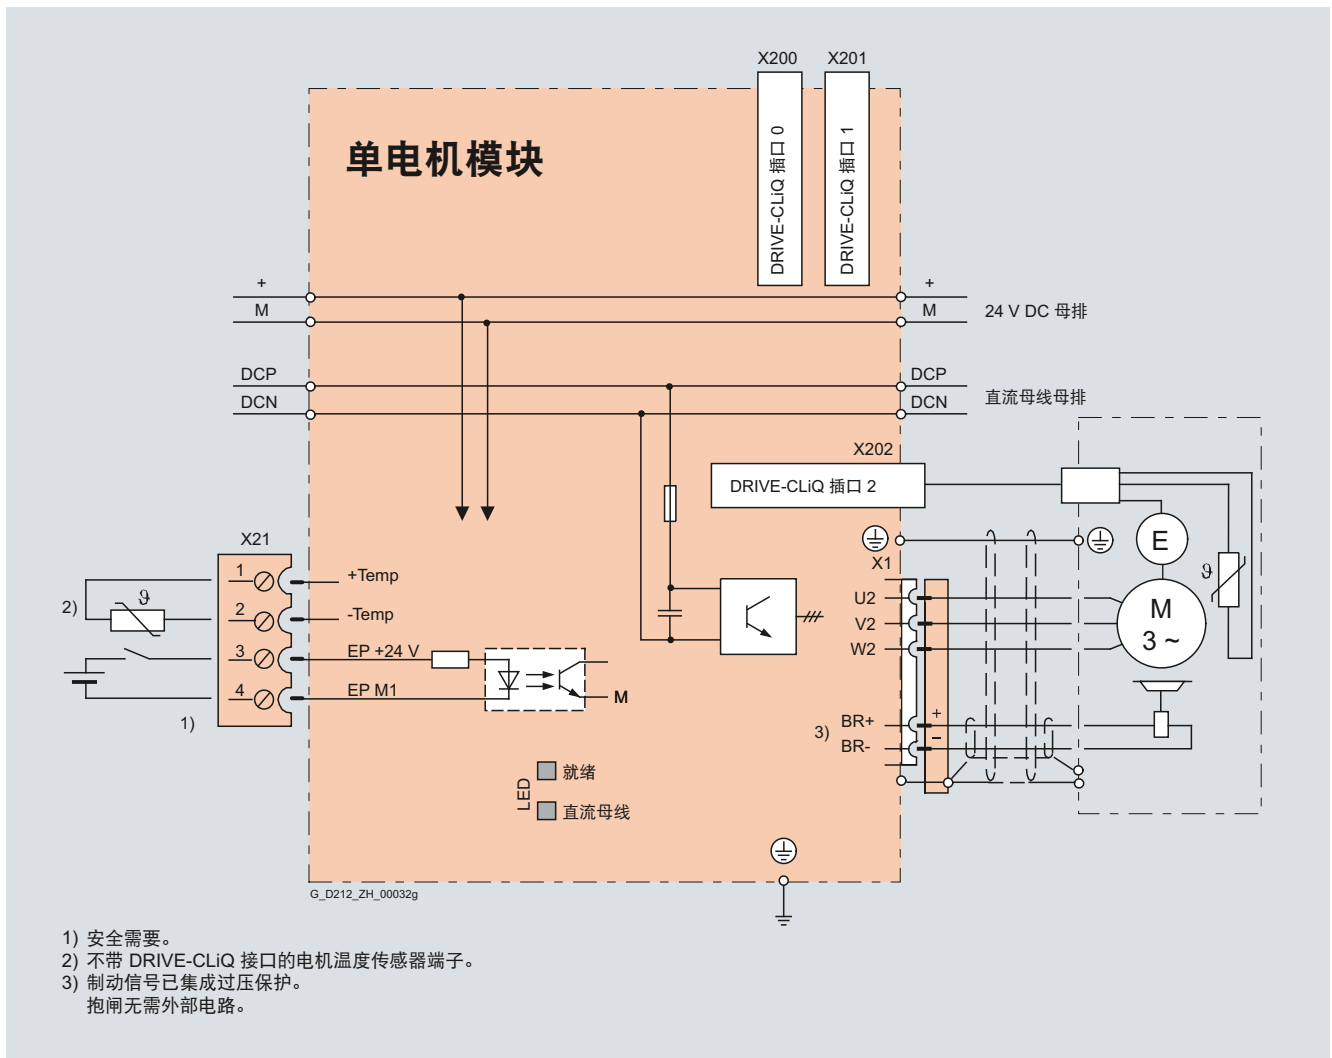 X200
X201
DRIVE-CLiQ 插口 0
DRIVE-CLiQ 插口 1
单电机模块
+
M
+
M
24 V DC 母排
DCP
DCN
DCP
DCN
直流母线母排
X202
DRIVE-CLiQ 插口 2
X21
1
2
3
4
+Temp
-Temp
EP +24 V
EP M1
M
2)
ϑ
1)
X1
U2
V2
W2
3)
BR+
BR-
+
–
E
M
3 ~
ϑ
LED
就绪
直流母线
G_D212_ZH_00032g
1) 安全需要。
2) 不带 DRIVE-CLiQ 接口的电机温度传感器端子。
3) 制动信号已集成过压保护。
抱闸无需外部电路。